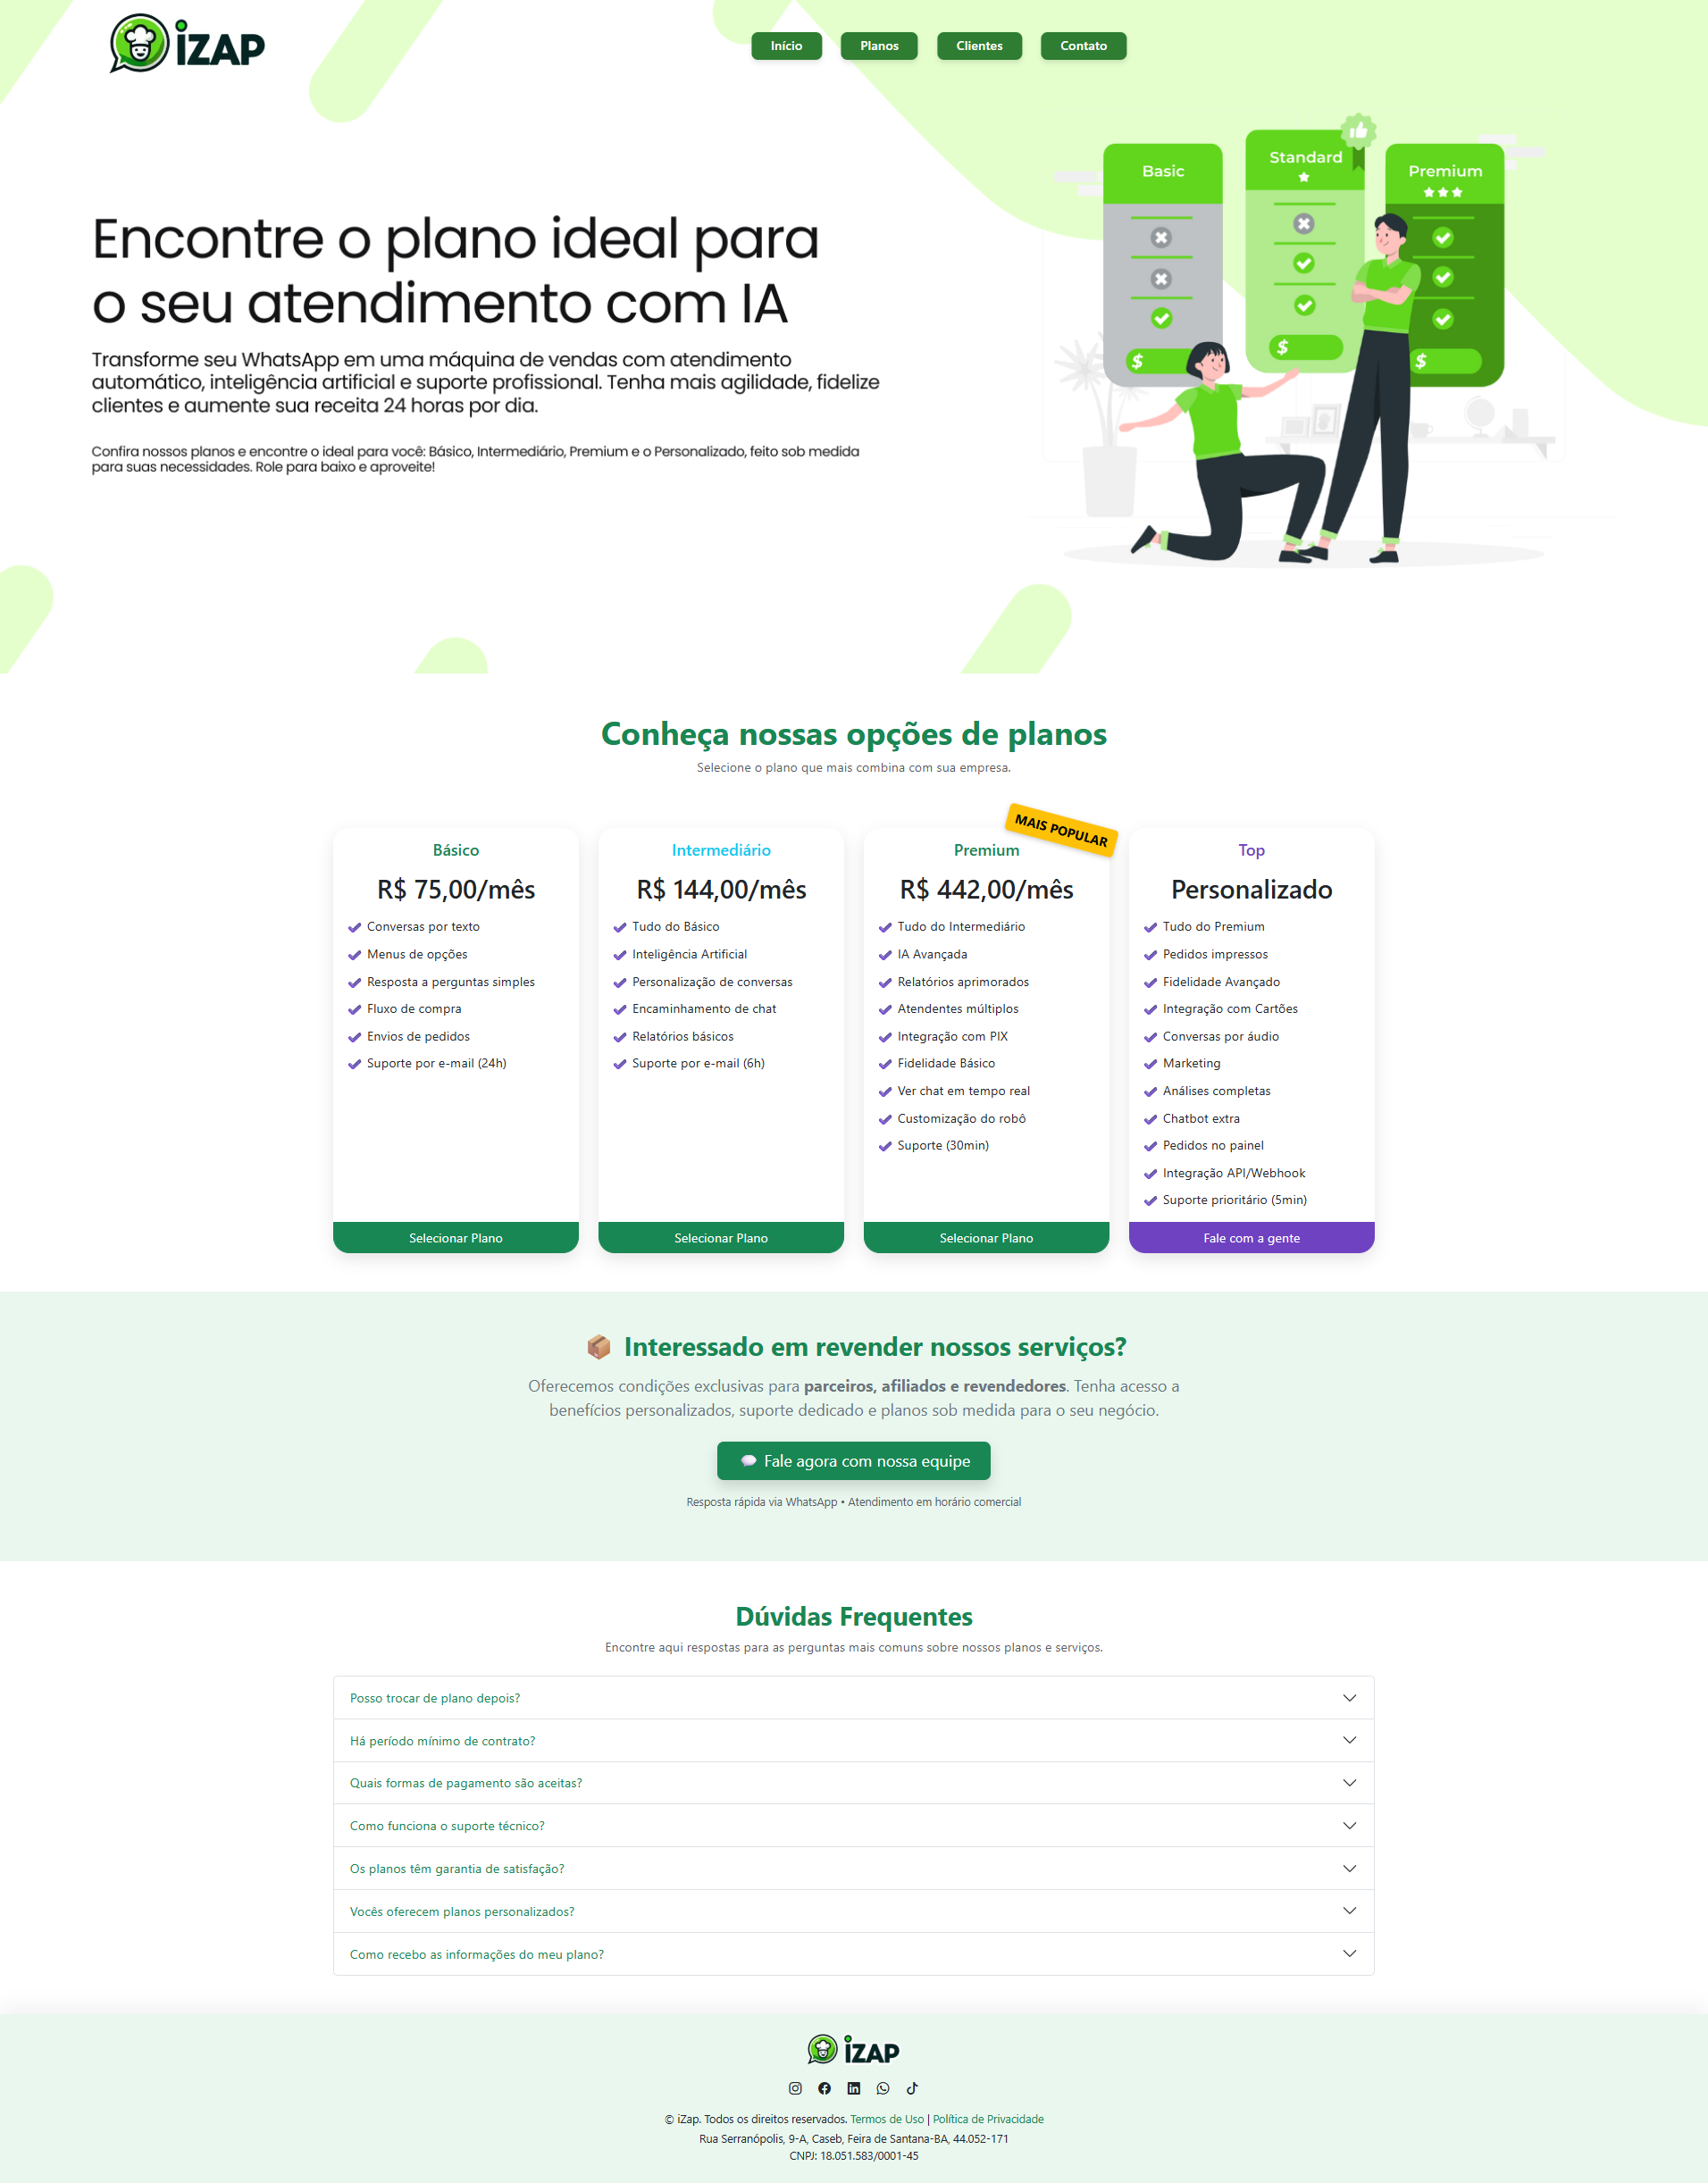 iZAP
Início
Planos
Clientes
Contato
Basic
Standard
Premium
$
$
$
Encontre o plano ideal para
o seu atendimento com IA
Transforme seu WhatsApp em uma máquina de vendas com atendimento
automático, inteligência artificial e suporte profissional. Tenha mais agilidade, fidelize
clientes e aumente sua receita 24 horas por dia.
Confira nossos planos e encontre o ideal para você: Básico, Intermediário, Premium e o Personalizado, feito sob medida
para suas necessidades. Role para baixo e aproveite!
Conheça nossas opções de planos
Selecione o plano que mais combina com sua empresa.
Básico
R$ 75,00/mês
Conversas por texto
Menus de opções
Resposta a perguntas simples
Fluxo de compra
Envios de pedidos
Suporte por e-mail (24h)
Selecionar Plano
Intermediário
R$ 144,00/mês
Tudo do Básico
Inteligência Artificial
Personalização de conversas
Encaminhamento de chat
Relatórios básicos
Suporte por e-mail (6h)
Selecionar Plano
MAIS POPULAR
Premium
R$ 442,00/mês
Tudo do Intermediário
IA Avançada
Relatórios aprimorados
Atendentes múltiplos
Integração com PIX
Fidelidade Básico
Ver chat em tempo real
Customização do robô
Suporte (30min)
Selecionar Plano
Top
Personalizado
Tudo do Premium
Pedidos impressos
Fidelidade Avançado
Integração com Cartões
Conversas por áudio
Marketing
Análises completas
Chatbot extra
Pedidos no painel
Integração API/Webhook
Suporte prioritário (5min)
Fale com a gente
Interessado em revender nossos serviços?
Oferecemos condições exclusivas para parceiros, afiliados e revendedores. Tenha acesso a
benefícios personalizados, suporte dedicado e planos sob medida para o seu negócio.
Fale agora com nossa equipe
Resposta rápida via WhatsApp • Atendimento em horário comercial
Dúvidas Frequentes
Encontre aqui respostas para as perguntas mais comuns sobre nossos planos e serviços.
Posso trocar de plano depois?
Há período mínimo de contrato?
Quais formas de pagamento são aceitas?
Como funciona o suporte técnico?
Os planos têm garantia de satisfação?
Vocês oferecem planos personalizados?
Como recebo as informações do meu plano?
iZAP
© iZap. Todos os direitos reservados. Termos de Uso | Política de Privacidade
Rua Serranópolis, 9-A, Caseb, Feira de Santana-BA, 44.052-171
CNPJ: 18.051.583/0001-45